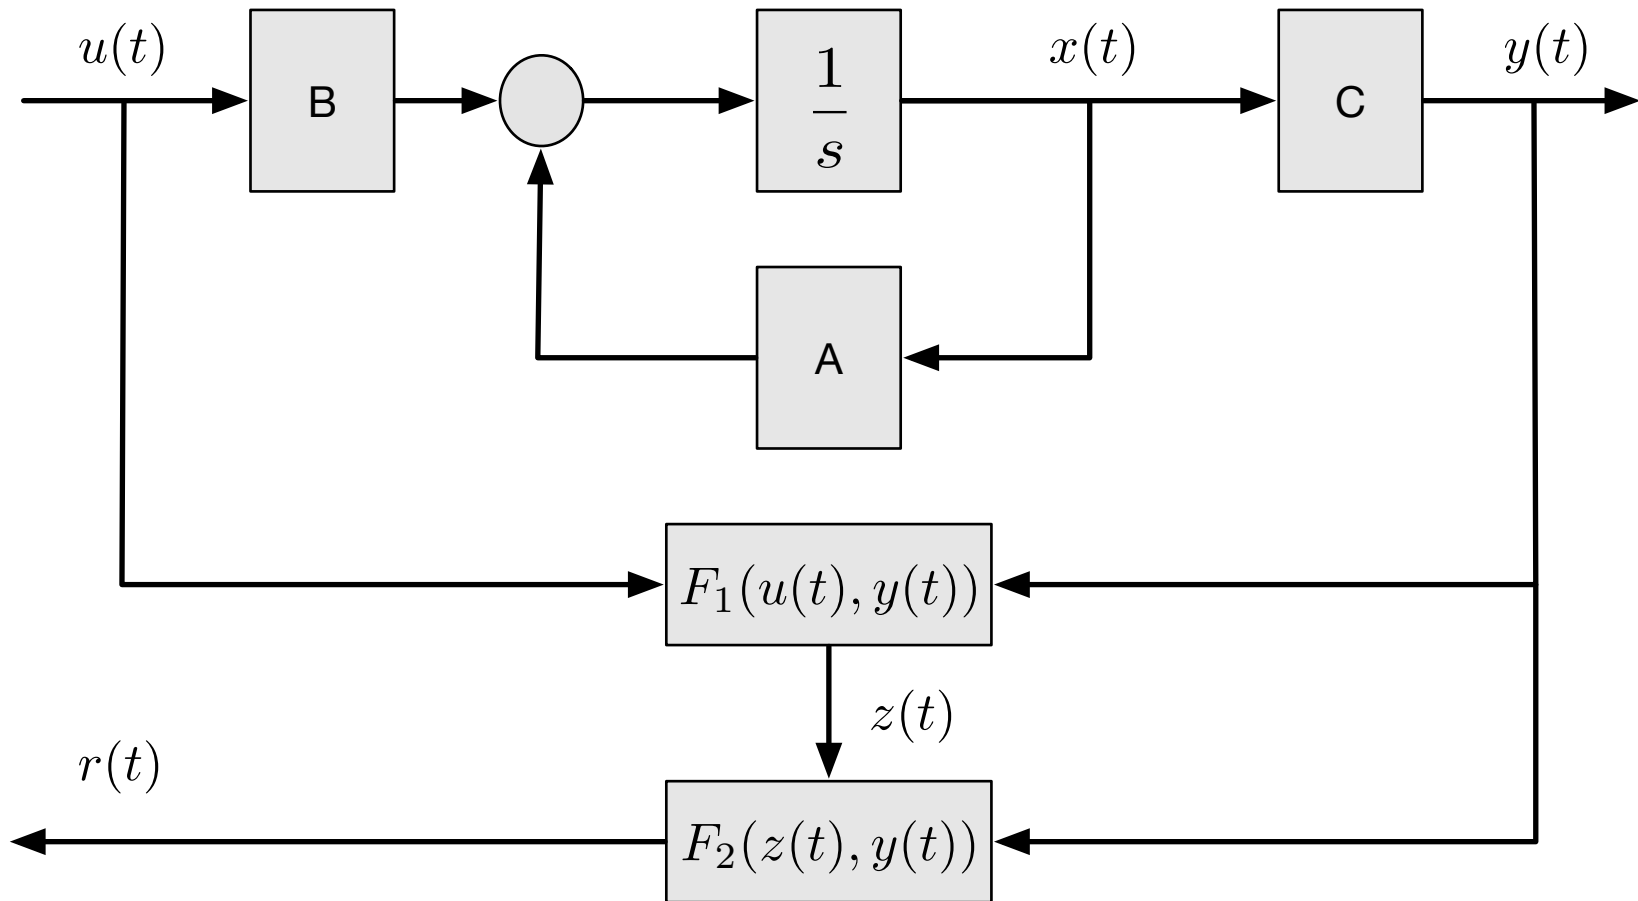 u(t)
B
1
s
x(t)
C
y(t)
A
F₁(u(t), y(t))
z(t)
r(t)
F₂(z(t), y(t))